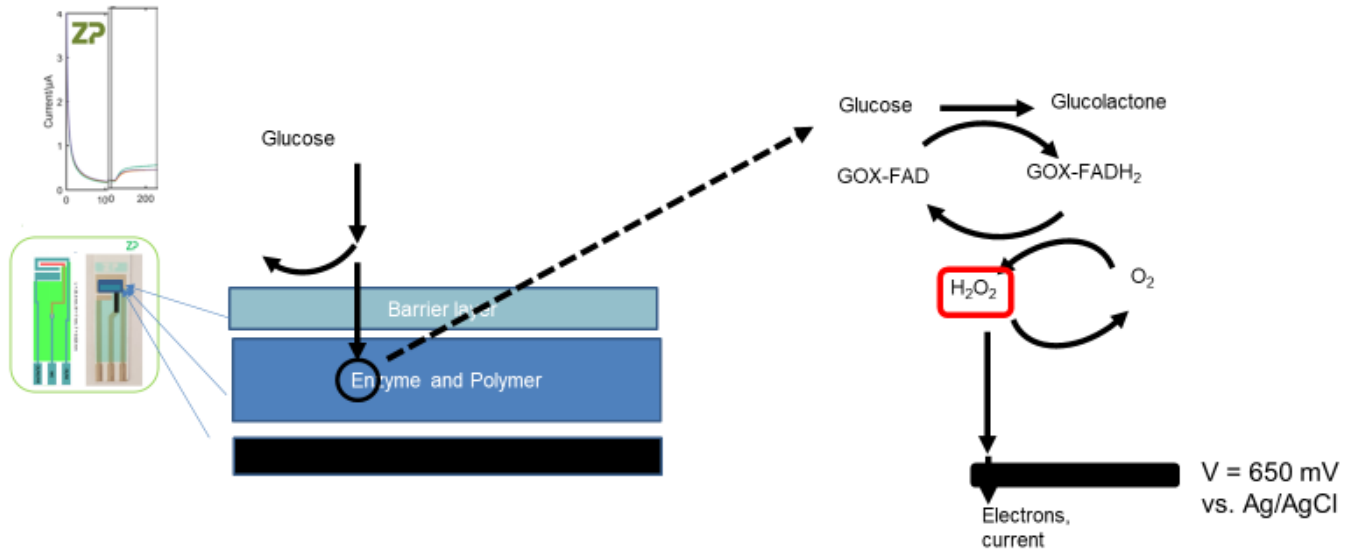 4
ZP
3
Current/µA
2
1
0
0
100
200
Glucose
ZP
Barrier layer
Enzyme and Polymer
Glucose
Glucolactone
GOX-FAD
GOX-FADH₂
H₂O₂
O₂
V = 650 mV
vs. Ag/AgCl
Electrons,
current